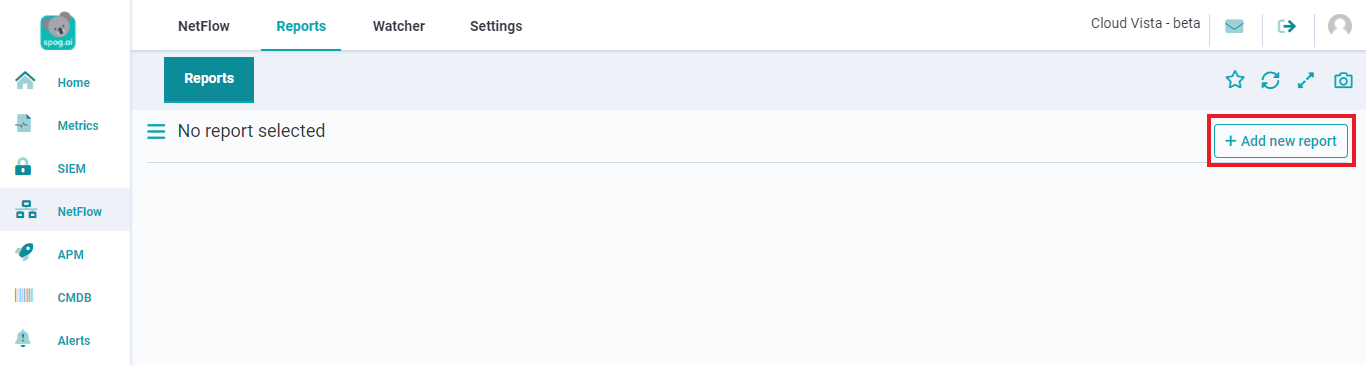 spog.ai
NetFlow Reports Watcher Settings Cloud Vista - beta
Home
Metrics
SIEM
NetFlow
APM
CMDB
Alerts
Reports
No report selected
+ Add new report